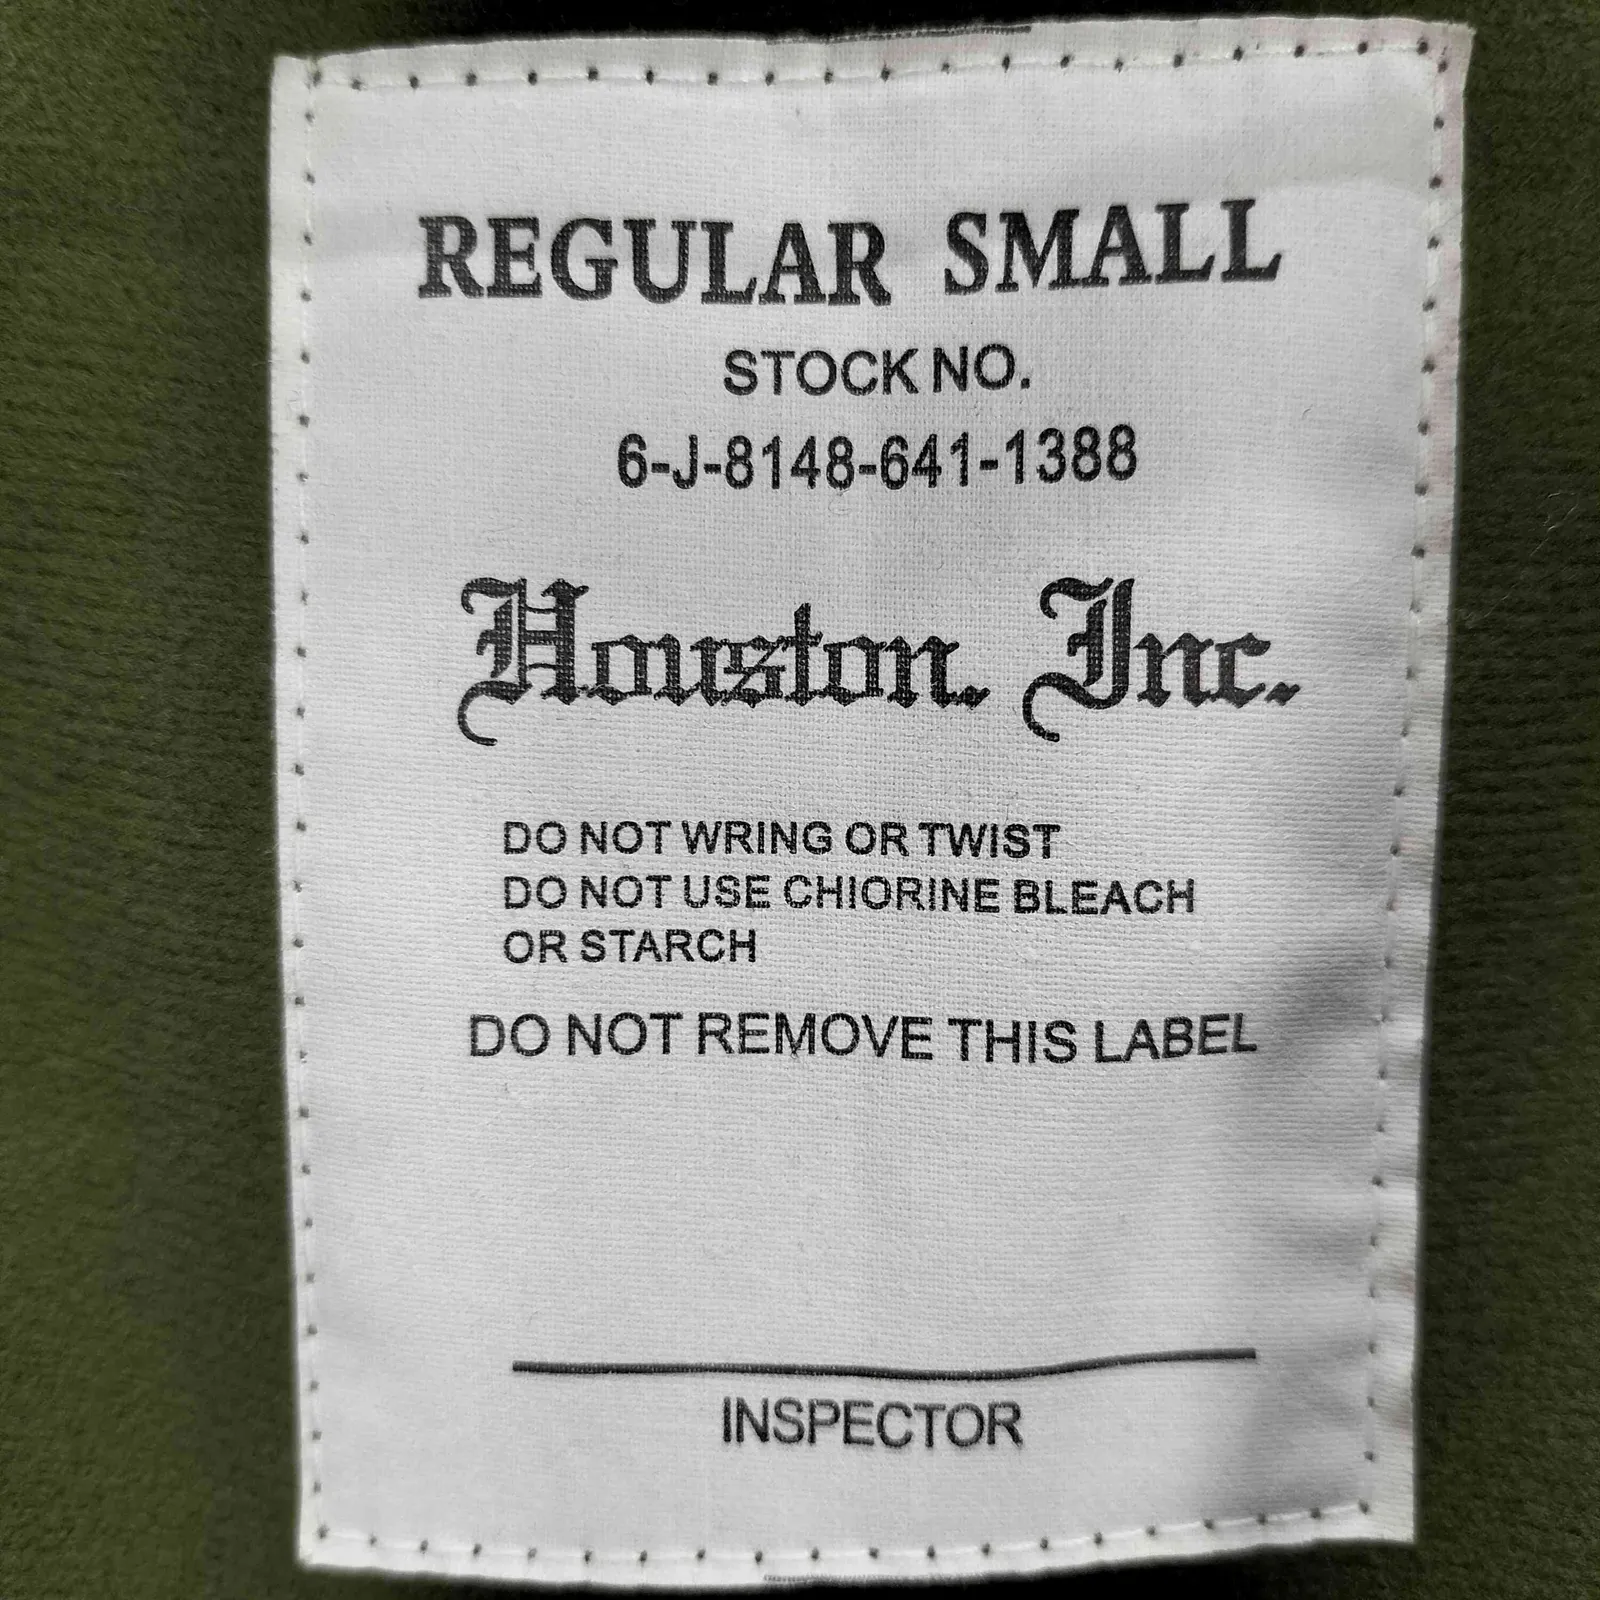 REGULAR SMALL
STOCK NO.
6-J-8148-641-1388
Houston. Inc.
DO NOT WRING OR TWIST
DO NOT USE CHIORINE BLEACH
OR STARCH
DO NOT REMOVE THIS LABEL
INSPECTOR